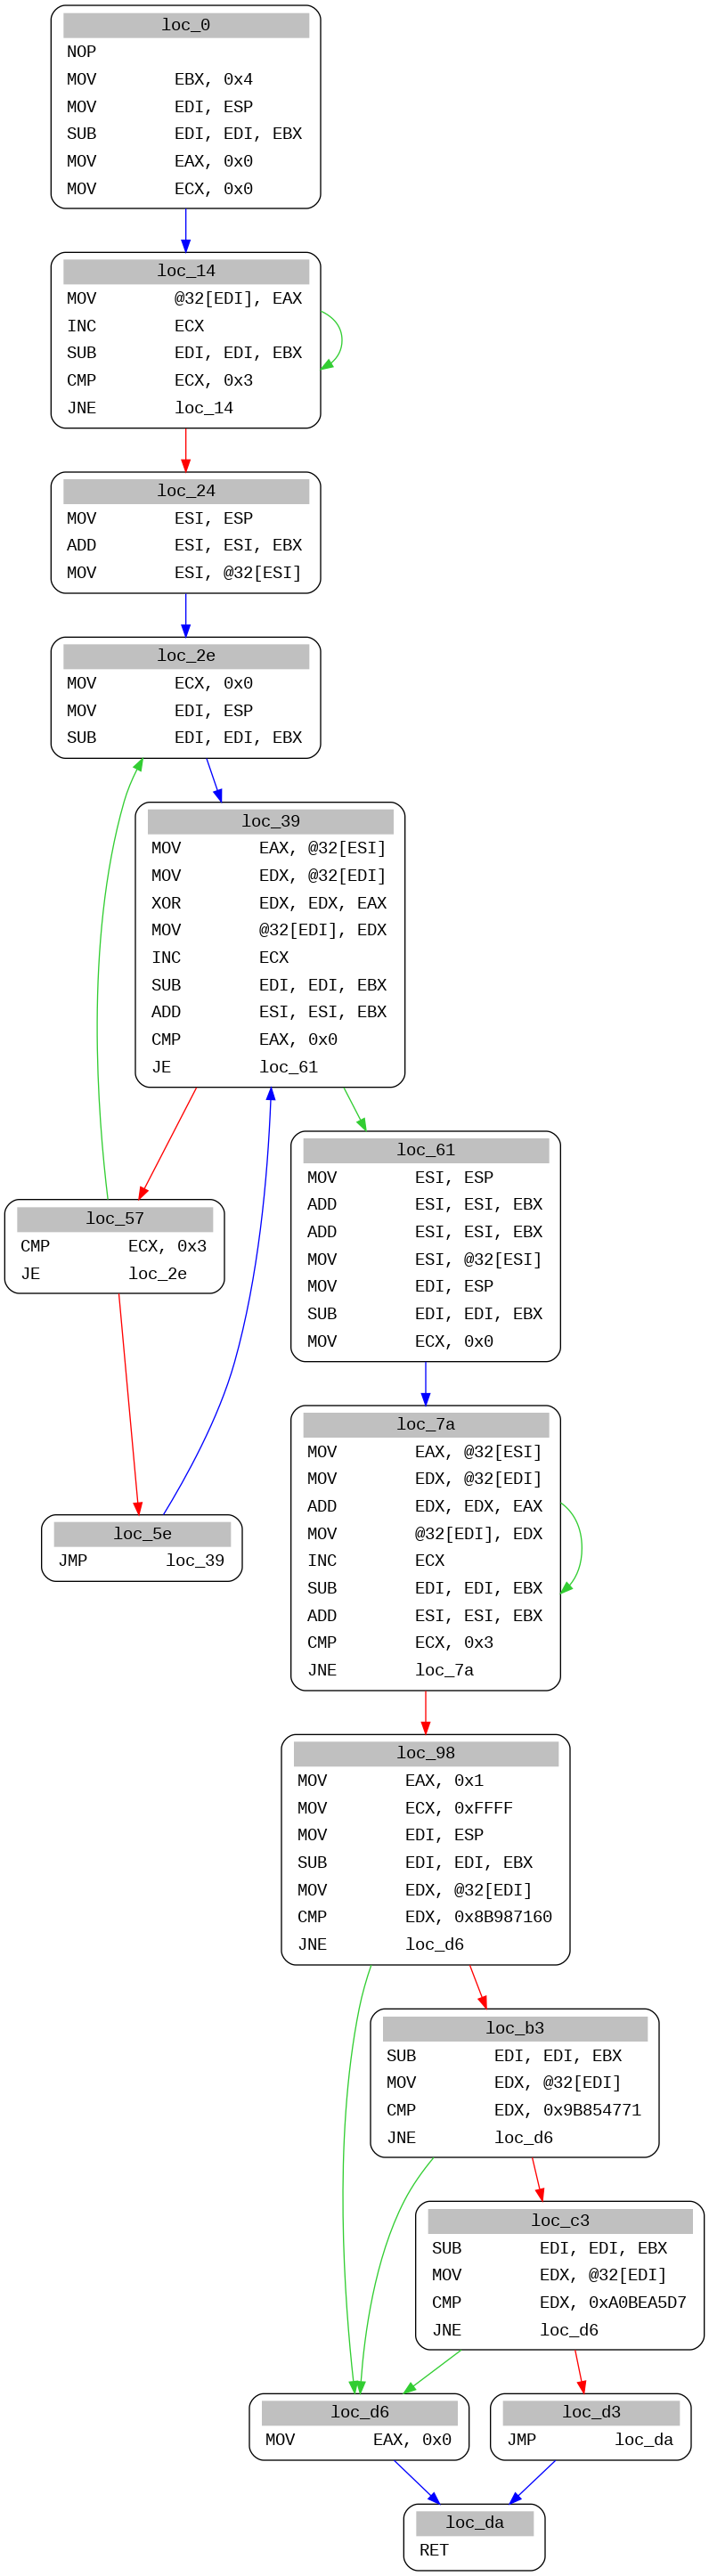 loc_0
NOP
MOV EBX, 0x4
MOV EDI, ESP
SUB EDI, EDI, EBX
MOV EAX, 0x0
MOV ECX, 0x0
loc_14
MOV @32[EDI], EAX
INC ECX
SUB EDI, EDI, EBX
CMP ECX, 0x3
JNE loc_14
loc_24
MOV ESI, ESP
ADD ESI, ESI, EBX
MOV ESI, @32[ESI]
loc_2e
MOV ECX, 0x0
MOV EDI, ESP
SUB EDI, EDI, EBX
loc_39
MOV EAX, @32[ESI]
MOV EDX, @32[EDI]
XOR EDX, EDX, EAX
MOV @32[EDI], EDX
INC ECX
SUB EDI, EDI, EBX
ADD ESI, ESI, EBX
CMP EAX, 0x0
JE loc_61
loc_61
MOV ESI, ESP
ADD ESI, ESI, EBX
ADD ESI, ESI, EBX
MOV ESI, @32[ESI]
MOV EDI, ESP
SUB EDI, EDI, EBX
MOV ECX, 0x0
loc_57
CMP ECX, 0x3
JE loc_2e
loc_7a
MOV EAX, @32[ESI]
MOV EDX, @32[EDI]
ADD EDX, EDX, EAX
MOV @32[EDI], EDX
INC ECX
SUB EDI, EDI, EBX
ADD ESI, ESI, EBX
CMP ECX, 0x3
JNE loc_7a
loc_5e
JMP loc_39
loc_98
MOV EAX, 0x1
MOV ECX, 0xFFFF
MOV EDI, ESP
SUB EDI, EDI, EBX
MOV EDX, @32[EDI]
CMP EDX, 0x8B987160
JNE loc_d6
loc_b3
SUB EDI, EDI, EBX
MOV EDX, @32[EDI]
CMP EDX, 0x9B854771
JNE loc_d6
loc_c3
SUB EDI, EDI, EBX
MOV EDX, @32[EDI]
CMP EDX, 0xA0BEA5D7
JNE loc_d6
loc_d6
MOV EAX, 0x0
loc_d3
JMP loc_da
loc_da
RET